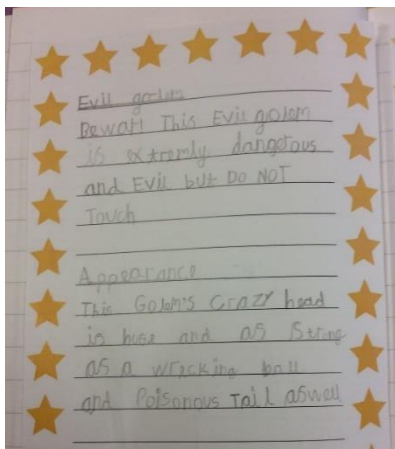 Evil golem
Bewar! This Evil golem
is extremly dangerous
and Evil but Do NOT
Touch
Appearance
This Golem's Crazy head
is huge and as Strong
as a wrecking ball
and Poisonous Tail aswell